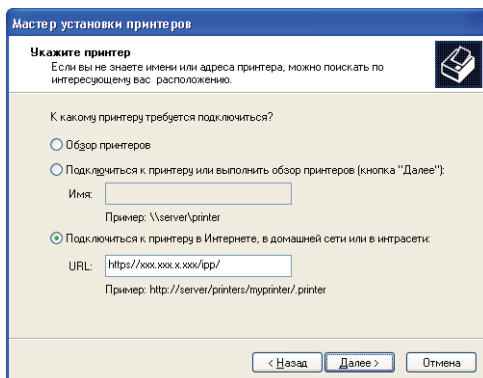 Мастер установки принтеров
Укажите принтер
Если вы не знаете имени или адреса принтера, можно поискать по
интересующему вас расположению.
К какому принтеру требуется подключиться?
Обзор принтеров
Подключиться к принтеру или выполнить обзор принтеров (кнопка "Далее"):
Имя:
Пример: \\server\printer
Подключиться к принтеру в Интернете, в домашней сети или в интрасети:
URL: https//xxx.xxx.x.xxx/ipp/
Пример: http://server/printers/myprinter/.printer
< Назад Далее > Отмена